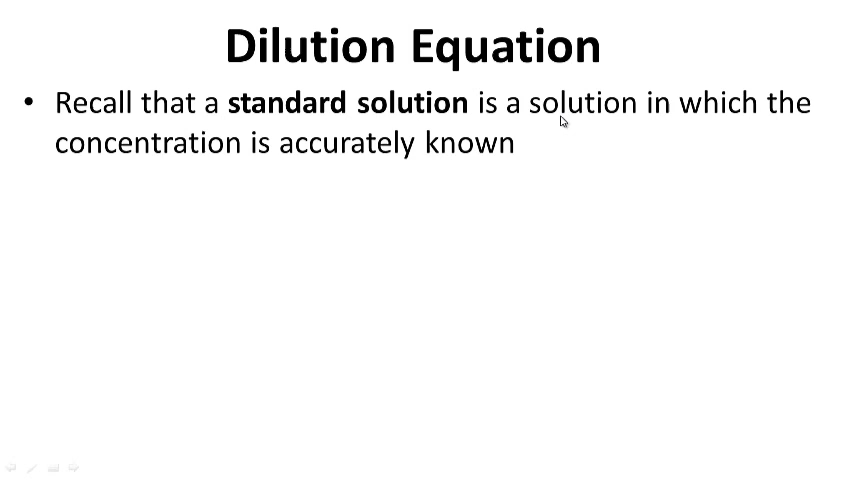 Dilution Equation
• Recall that a standard solution is a solution in which the
concentration is accurately known